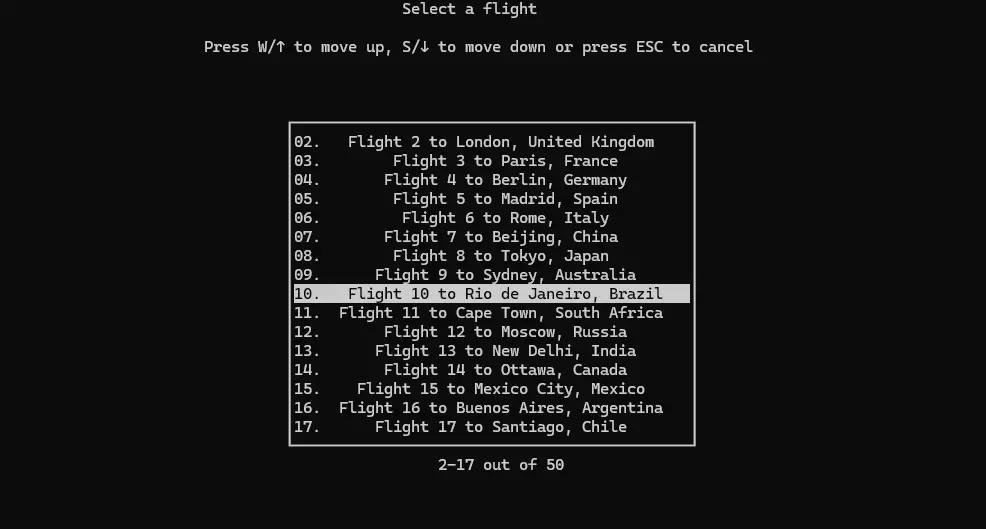 Select a flight
Press W/↑ to move up, S/↓ to move down or press ESC to cancel
02. Flight 2 to London, United Kingdom
03. Flight 3 to Paris, France
04. Flight 4 to Berlin, Germany
05. Flight 5 to Madrid, Spain
06. Flight 6 to Rome, Italy
07. Flight 7 to Beijing, China
08. Flight 8 to Tokyo, Japan
09. Flight 9 to Sydney, Australia
10. Flight 10 to Rio de Janeiro, Brazil
11. Flight 11 to Cape Town, South Africa
12. Flight 12 to Moscow, Russia
13. Flight 13 to New Delhi, India
14. Flight 14 to Ottawa, Canada
15. Flight 15 to Mexico City, Mexico
16. Flight 16 to Buenos Aires, Argentina
17. Flight 17 to Santiago, Chile
2-17 out of 50